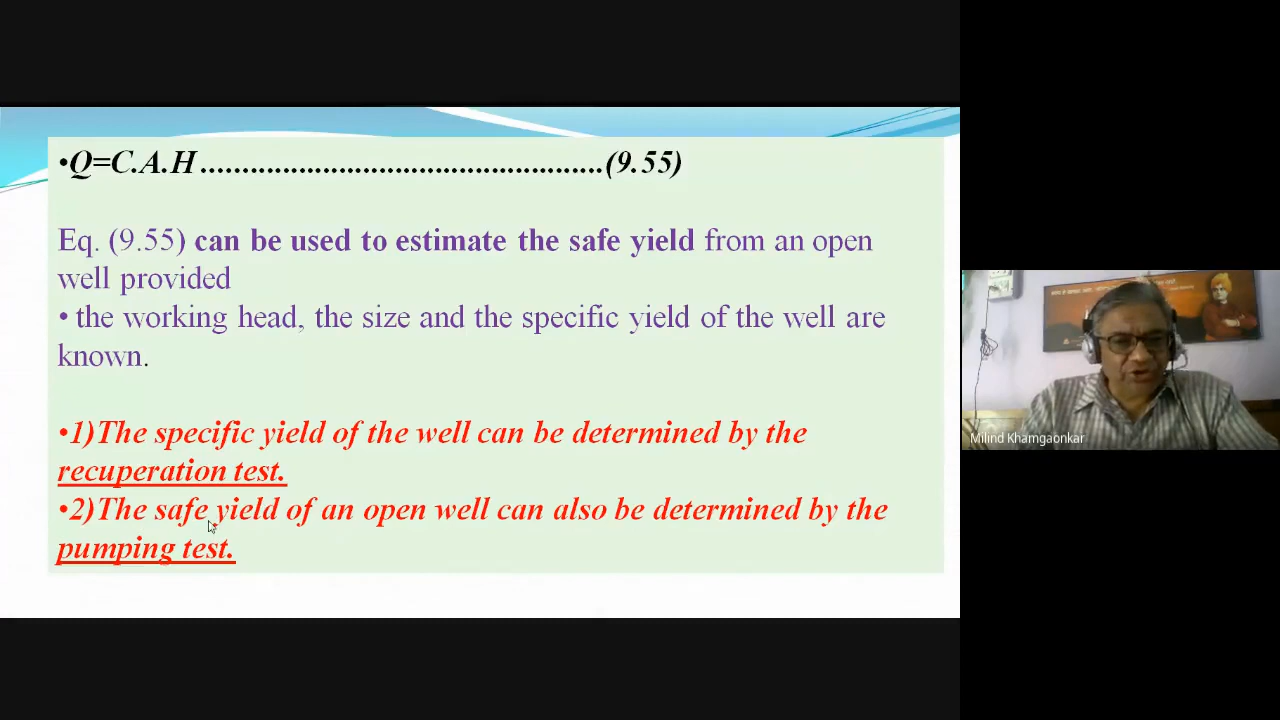 •Q=C.A.H..................................................(9.55)
Eq. (9.55) can be used to estimate the safe yield from an open
well provided
• the working head, the size and the specific yield of the well are
known.
•1)The specific yield of the well can be determined by the
recuperation test.
•2)The safe yield of an open well can also be determined by the
pumping test.
Milind Khamgaonkar